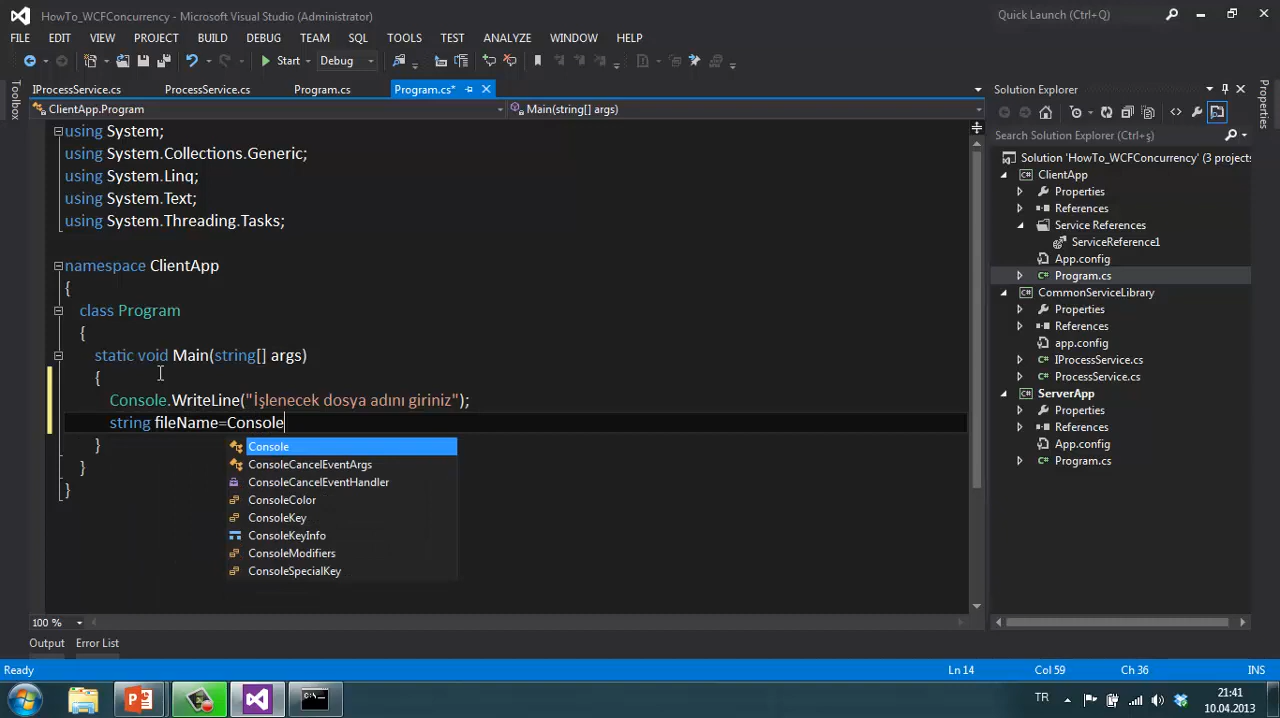 HowTo_WCFConcurrency - Microsoft Visual Studio (Administrator)
Quick Launch (Ctrl+Q)
FILE EDIT VIEW PROJECT BUILD DEBUG TEAM SQL TOOLS TEST ANALYZE WINDOW HELP
Start Debug
IProcessService.cs ProcessService.cs Program.cs Program.cs*
ClientApp.Program Main(string[] args)
Toolbox
using System;
using System.Collections.Generic;
using System.Linq;
using System.Text;
using System.Threading.Tasks;
namespace ClientApp
{
class Program
{
static void Main(string[] args)
{
Console.WriteLine("İşlenecek dosya adını giriniz");
string fileName=Console
}
}
}
Console
ConsoleCancelEventArgs
ConsoleCancelEventHandler
ConsoleColor
ConsoleKey
ConsoleKeyInfo
ConsoleModifiers
ConsoleSpecialKey
100 %
Output Error List
Solution Explorer
Search Solution Explorer (Ctrl+ş)
Solution 'HowTo_WCFConcurrency' (3 projects
ClientApp
Properties
References
Service References
ServiceReference1
App.config
Program.cs
CommonServiceLibrary
Properties
References
app.config
IProcessService.cs
ProcessService.cs
ServerApp
Properties
References
App.config
Program.cs
Properties
Ready Ln 14 Col 59 Ch 36 INS
TR 21:41
10.04.2013